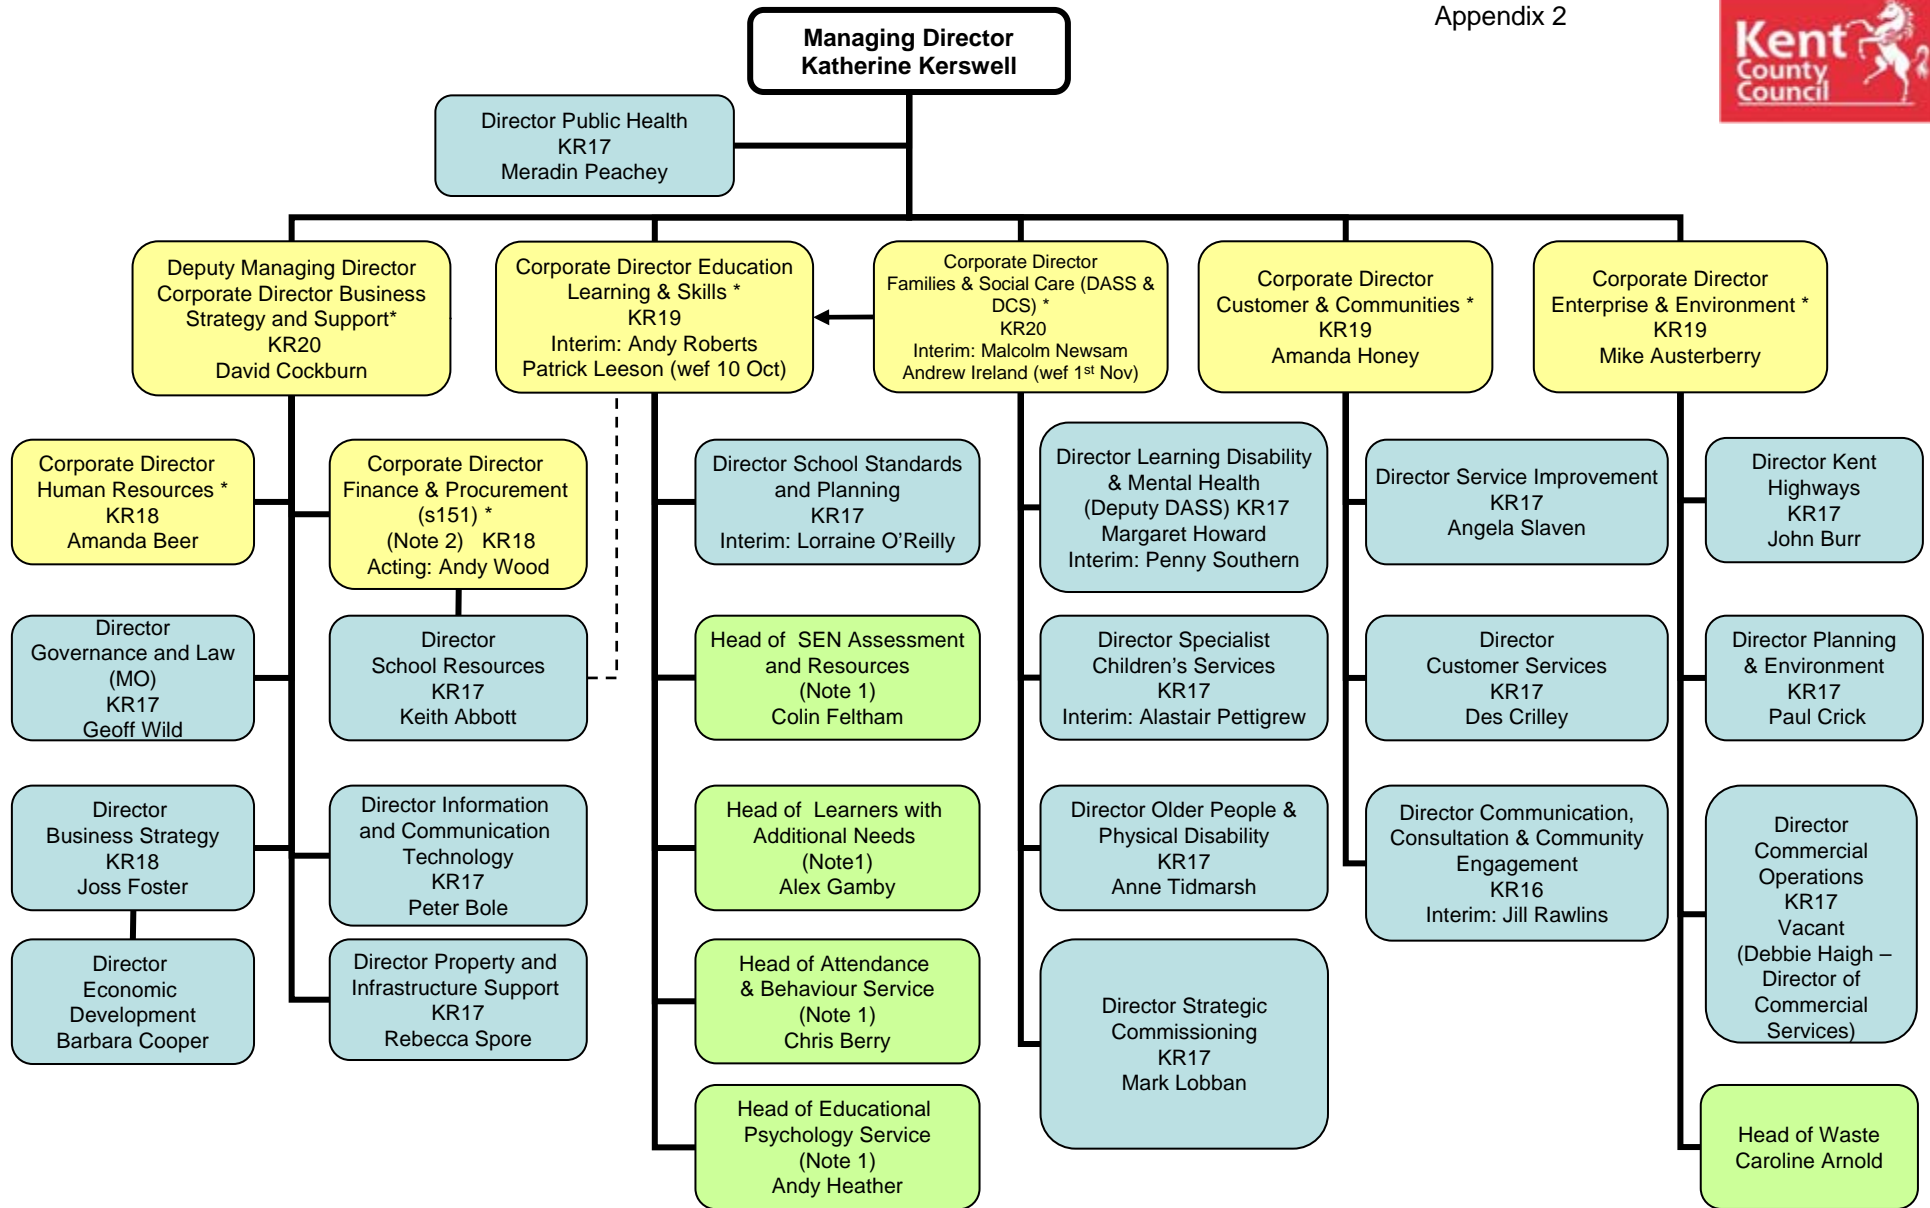 Appendix 2
Kent
County
Council
Managing Director
Katherine Kerswell
Director Public Health
KR17
Meradin Peachey
Deputy Managing Director
Corporate Director Business
Strategy and Support*
KR20
David Cockburn
Corporate Director Education
Learning & Skills *
KR19
Interim: Andy Roberts
Patrick Leeson (wef 10 Oct)
Corporate Director
Families & Social Care (DASS &
DCS) *
KR20
Interim: Malcolm Newsam
Andrew Ireland (wef 1st Nov)
Corporate Director
Customer & Communities *
KR19
Amanda Honey
Corporate Director
Enterprise & Environment *
KR19
Mike Austerberry
Corporate Director
Human Resources *
KR18
Amanda Beer
Corporate Director
Finance & Procurement
(s151) *
(Note 2) KR18
Acting: Andy Wood
Director School Standards
and Planning
KR17
Interim: Lorraine O'Reilly
Director Learning Disability
& Mental Health
(Deputy DASS) KR17
Margaret Howard
Interim: Penny Southern
Director Service Improvement
KR17
Angela Slaven
Director Kent
Highways
KR17
John Burr
Director
Governance and Law
(MO)
KR17
Geoff Wild
Director
School Resources
KR17
Keith Abbott
Head of SEN Assessment
and Resources
(Note 1)
Colin Feltham
Director Specialist
Children's Services
KR17
Interim: Alastair Pettigrew
Director
Customer Services
KR17
Des Crilley
Director Planning
& Environment
KR17
Paul Crick
Director
Business Strategy
KR18
Joss Foster
Director Information
and Communication
Technology
KR17
Peter Bole
Head of Learners with
Additional Needs
(Note1)
Alex Gamby
Director Older People &
Physical Disability
KR17
Anne Tidmarsh
Director Communication,
Consultation & Community
Engagement
KR16
Interim: Jill Rawlins
Director
Commercial
Operations
KR17
Vacant
(Debbie Haigh –
Director of
Commercial
Services)
Director
Economic
Development
Barbara Cooper
Director Property and
Infrastructure Support
KR17
Rebecca Spore
Head of Attendance
& Behaviour Service
(Note 1)
Chris Berry
Director Strategic
Commissioning
KR17
Mark Lobban
Head of Educational
Psychology Service
(Note 1)
Andy Heather
Head of Waste
Caroline Arnold